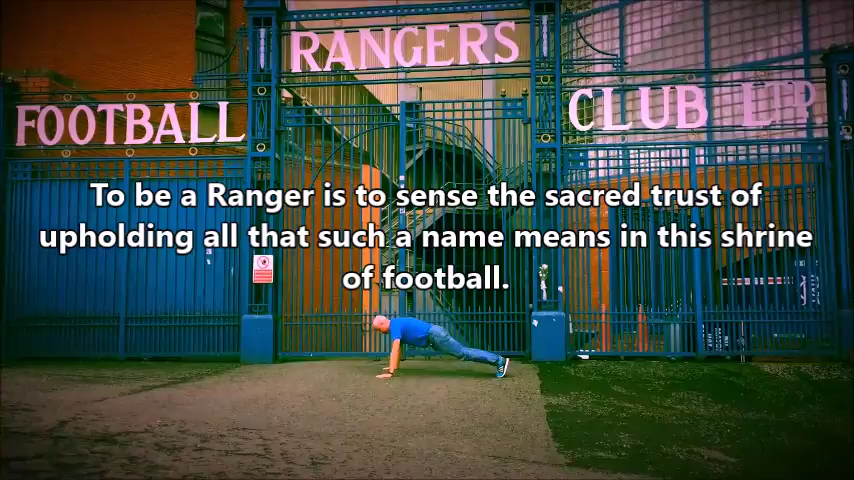 RANGERS
FOOTBALL CLUB LTD.
To be a Ranger is to sense the sacred trust of
upholding all that such a name means in this shrine
of football.